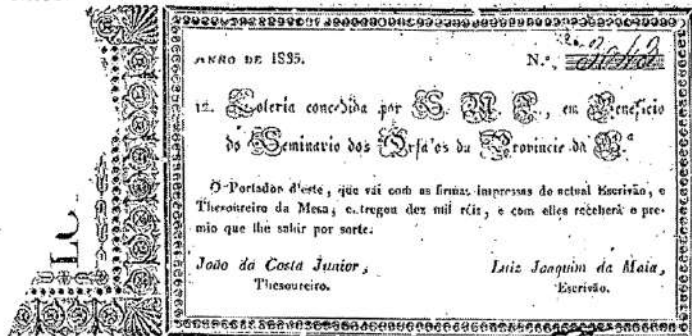 ANNO DE 1835.
N.º
12. Loteria concedida por S. M. I., em Beneficio
do Seminario dos Orfa'os da Provincia da B.ª
O Portador d'este, que vai com as firmas impressas do actual Escrivão, e
Thesoureiro da Mesa, entregou dez mil réis, e com elles receberá o pre-
mio que lhe sahir por sorte.
João da Costa Junior,
Thesoureiro.
Luiz Joaquim da Maia,
Escrivão.